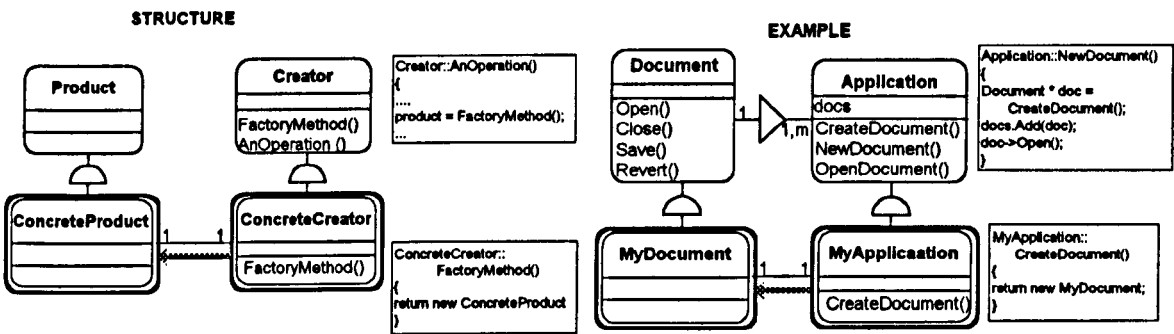 STRUCTURE
Product
Creator
FactoryMethod()
AnOperation ()
Creator::AnOperation()
{
....
product = FactoryMethod();
...
ConcreteProduct
1
1
ConcreteCreator
FactoryMethod()
ConcreteCreator::
FactoryMethod()
{
return new ConcreteProduct
}
EXAMPLE
Document
Open()
Close()
Save()
Revert()
1
1,m
Application
docs
CreateDocument()
NewDocument()
OpenDocument()
Application::NewDocument()
{
Document * doc =
CreateDocument();
docs.Add(doc);
doc->Open();
}
MyDocument
1
1
MyApplicaation
CreateDocument()
MyApplication::
CreateDocument()
{
return new MyDocument;
}